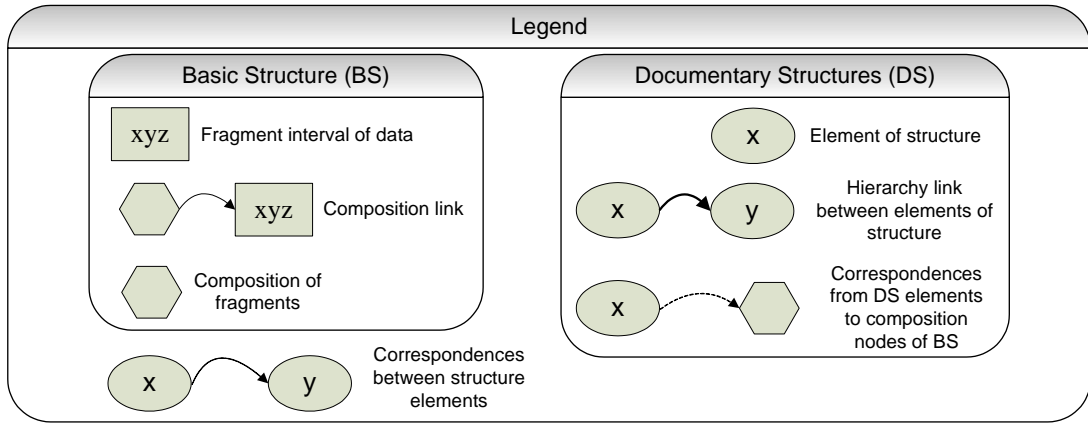 Legend
Basic Structure (BS)
xyz
Fragment interval of data
xyz
Composition link
Composition of
fragments
Documentary Structures (DS)
x
Element of structure
x
y
Hierarchy link
between elements of
structure
x
Correspondences
from DS elements
to composition
nodes of BS
x
y
Correspondences
between structure
elements